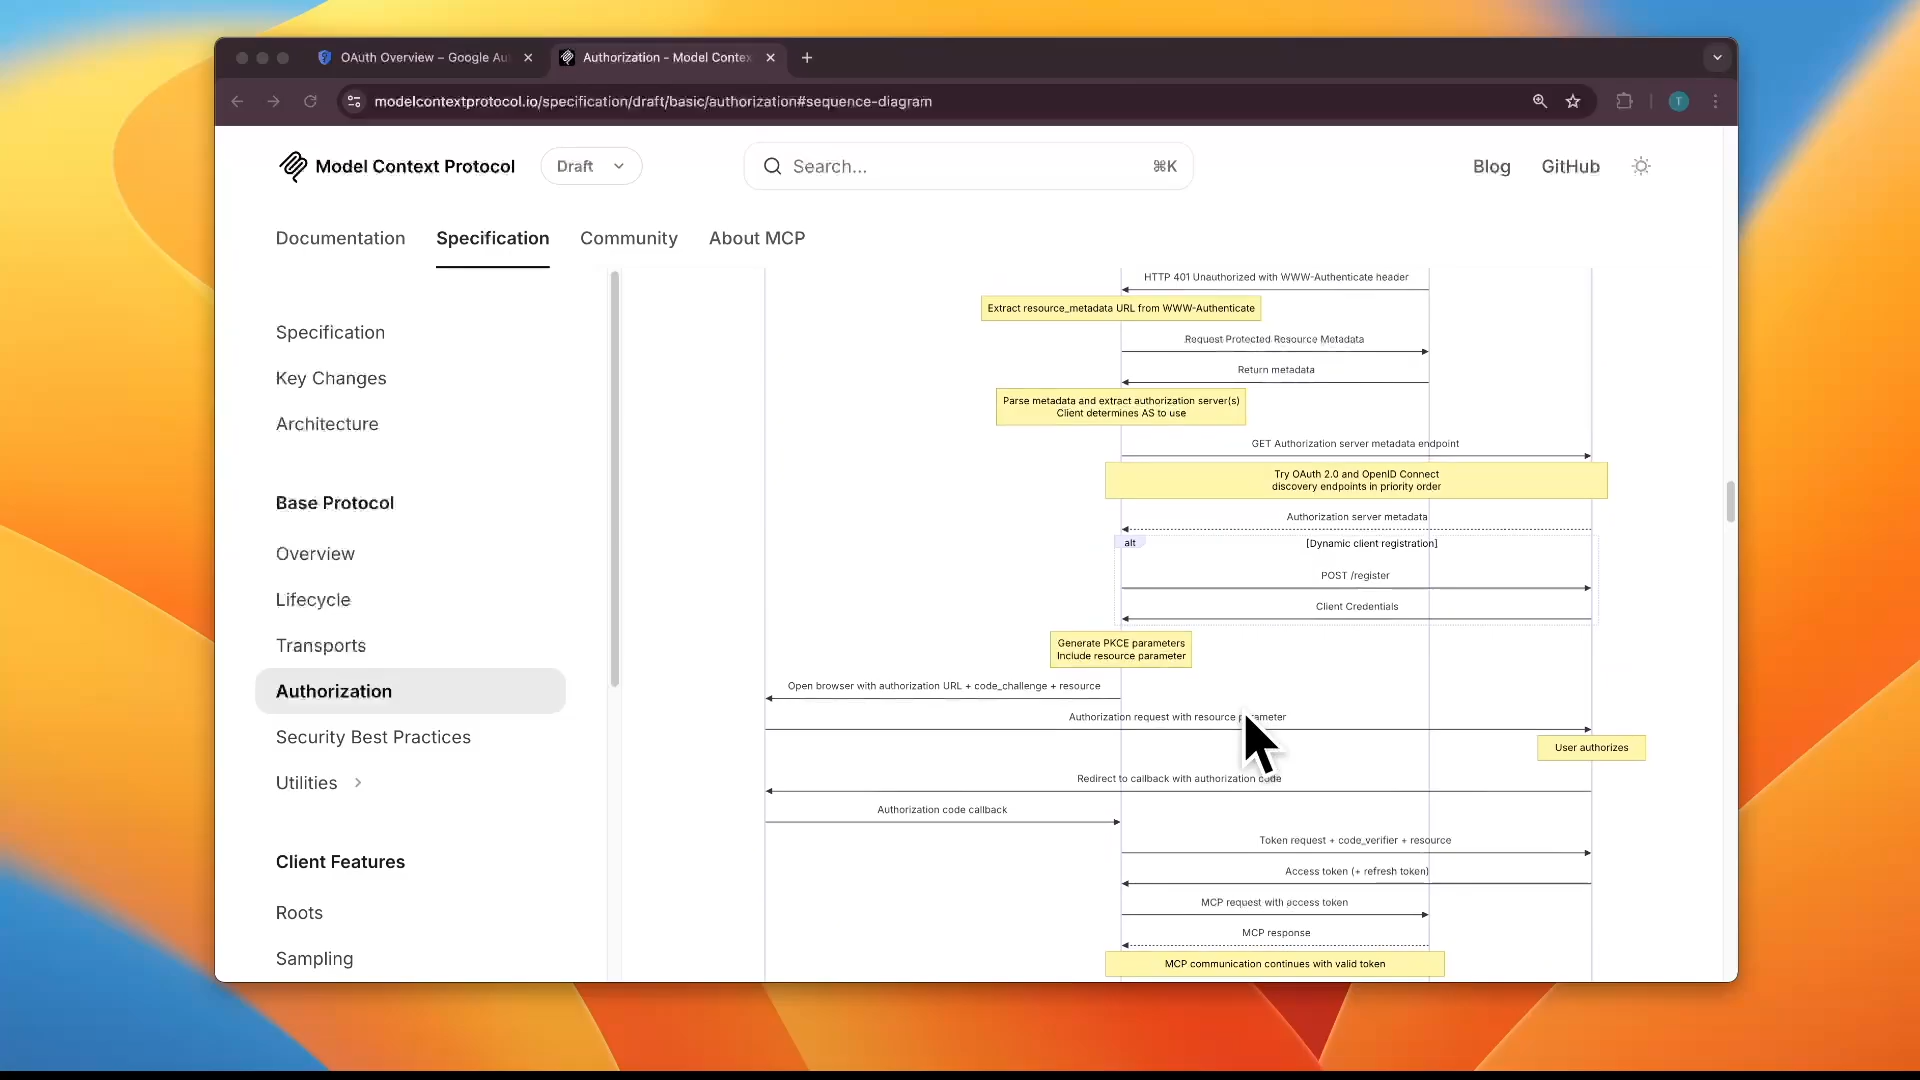 OAuth Overview – Google Au
Authorization - Model Contex
modelcontextprotocol.io/specification/draft/basic/authorization#sequence-diagram
T
Model Context Protocol
Draft
Search...
⌘K
Blog
GitHub
Documentation
Specification
Community
About MCP
Specification
Key Changes
Architecture
Base Protocol
Overview
Lifecycle
Transports
Authorization
Security Best Practices
Utilities
Client Features
Roots
Sampling
HTTP 401 Unauthorized with WWW-Authenticate header
Extract resource_metadata URL from WWW-Authenticate
Request Protected Resource Metadata
Return metadata
Parse metadata and extract authorization server(s)
Client determines AS to use
GET Authorization server metadata endpoint
Try OAuth 2.0 and OpenID Connect
discovery endpoints in priority order
Authorization server metadata
alt
[Dynamic client registration]
POST /register
Client Credentials
Generate PKCE parameters
Include resource parameter
Open browser with authorization URL + code_challenge + resource
Authorization request with resource parameter
User authorizes
Redirect to callback with authorization code
Authorization code callback
Token request + code_verifier + resource
Access token (+ refresh token)
MCP request with access token
MCP response
MCP communication continues with valid token